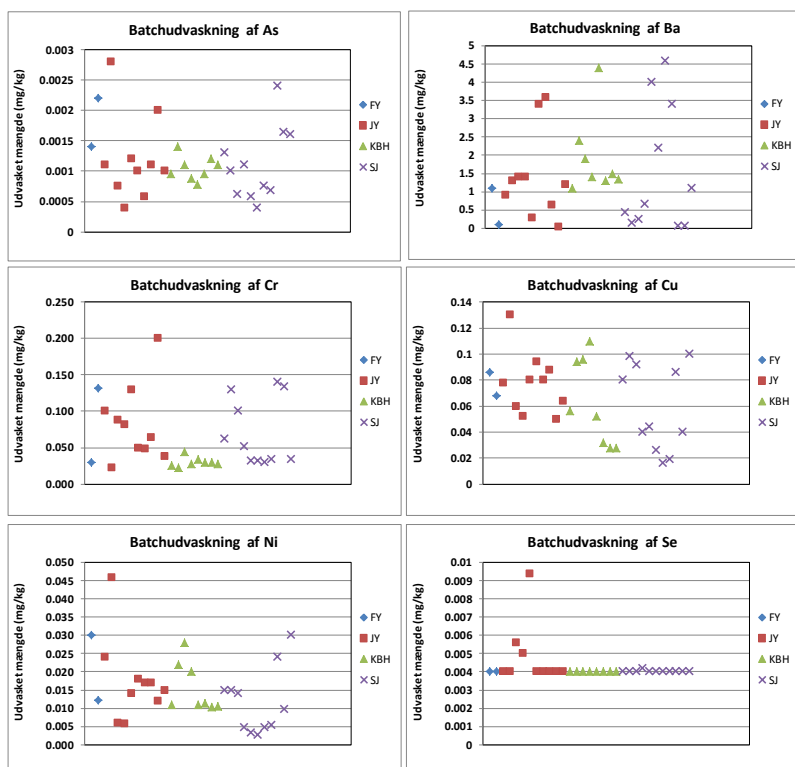 Batchudvaskning af As
Udvasket mængde (mg/kg)
0.003
0.0025
0.002
0.0015
0.001
0.0005
0
FY
JY
KBH
SJ
Batchudvaskning af Ba
Udvasket mængde (mg/kg)
5
4.5
4
3.5
3
2.5
2
1.5
1
0.5
0
FY
JY
KBH
SJ
Batchudvaskning af Cr
Udvasket mængde (mg/kg)
0.250
0.200
0.150
0.100
0.050
0.000
FY
JY
KBH
SJ
Batchudvaskning af Cu
Udvasket mængde (mg/kg)
0.14
0.12
0.1
0.08
0.06
0.04
0.02
0
FY
JY
KBH
SJ
Batchudvaskning af Ni
Udvasket mængde (mg/kg)
0.050
0.045
0.040
0.035
0.030
0.025
0.020
0.015
0.010
0.005
0.000
FY
JY
KBH
SJ
Batchudvaskning af Se
Udvasket mængde (mg/kg)
0.01
0.009
0.008
0.007
0.006
0.005
0.004
0.003
0.002
0.001
0
FY
JY
KBH
SJ